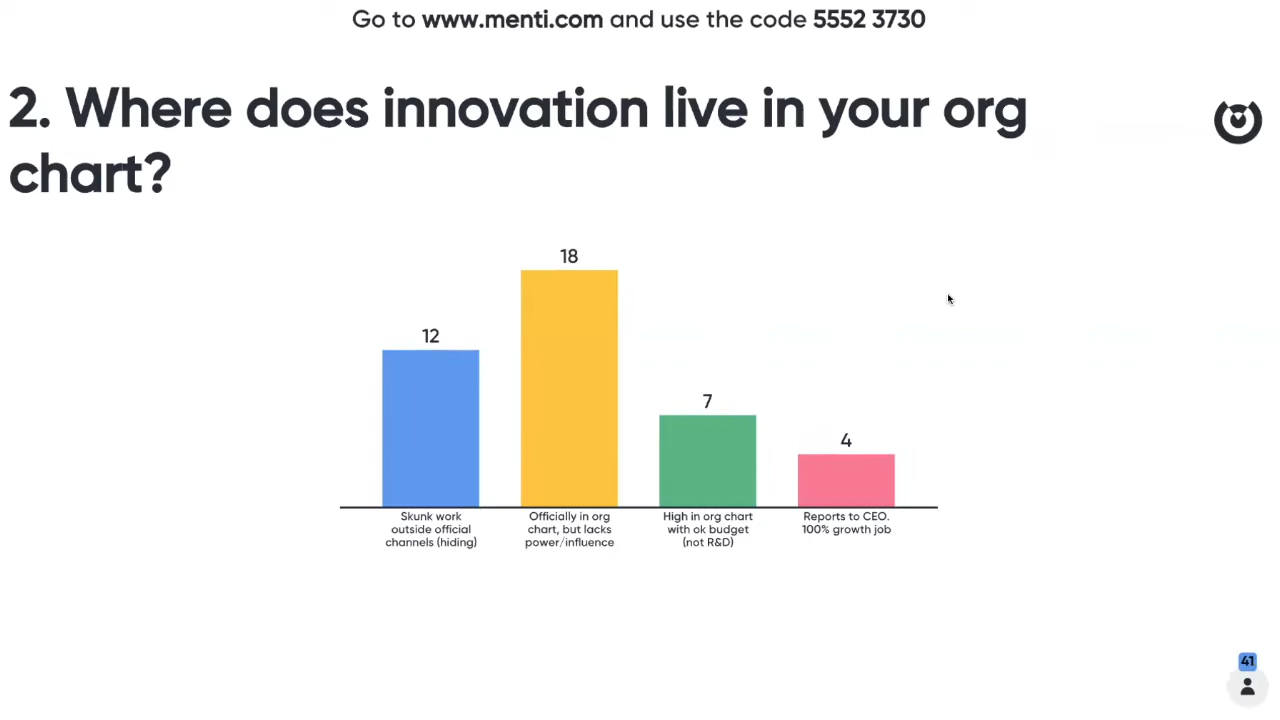 Go to www.menti.com and use the code 5552 3730
2. Where does innovation live in your org
chart?
12
18
7
4
Skunk work
outside official
channels (hiding)
Officially in org
chart, but lacks
power/influence
High in org chart
with ok budget
(not R&D)
Reports to CEO.
100% growth job
41